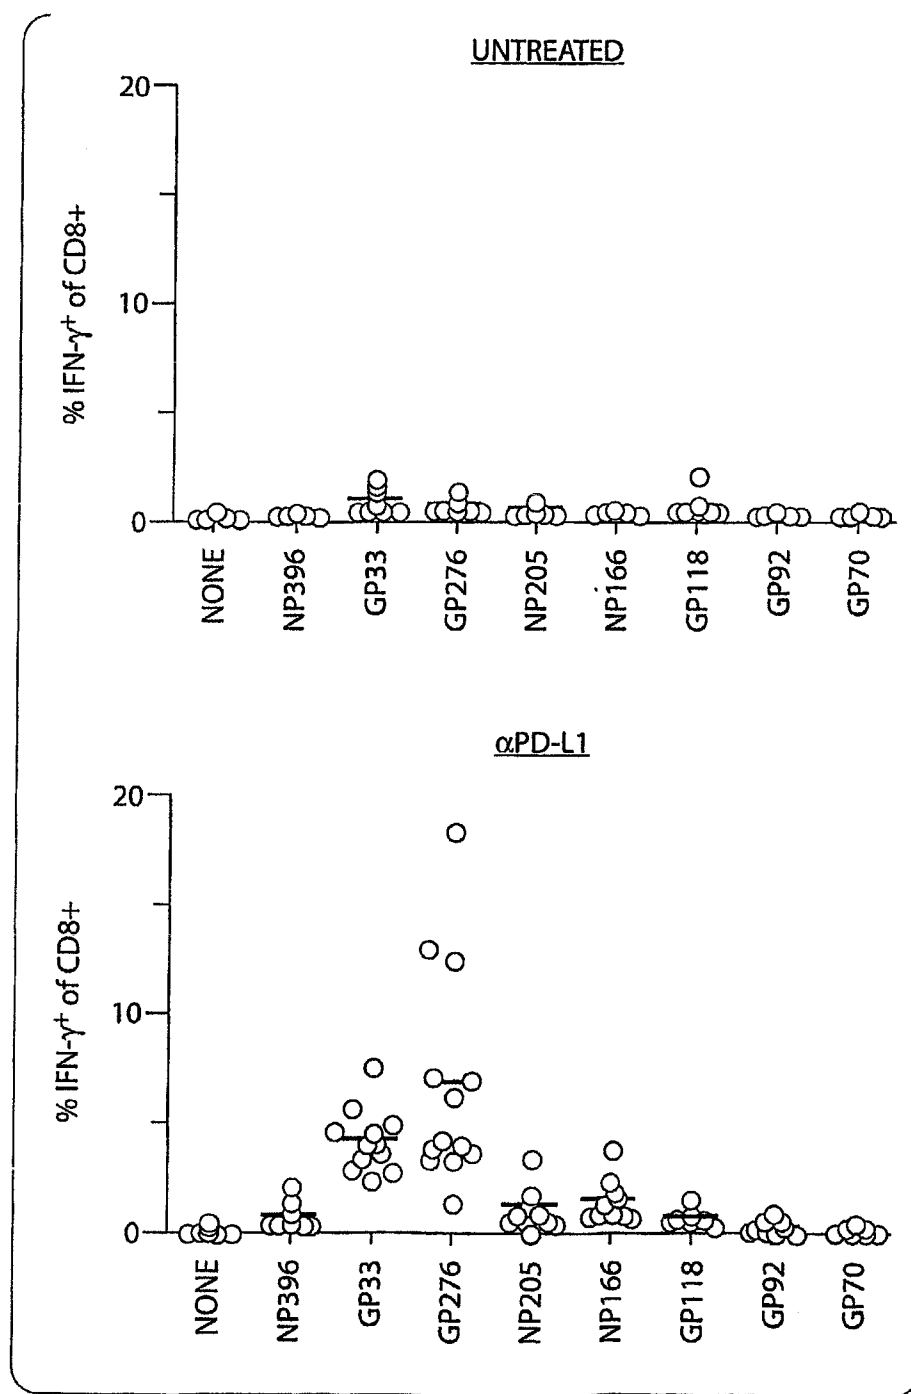 UNTREATED
20
10
0
% IFN-γ+ of CD8+
NONE
NP396
GP33
GP276
NP205
NP166
GP118
GP92
GP70
αPD-L1
20
10
0
% IFN-γ+ of CD8+
NONE
NP396
GP33
GP276
NP205
NP166
GP118
GP92
GP70